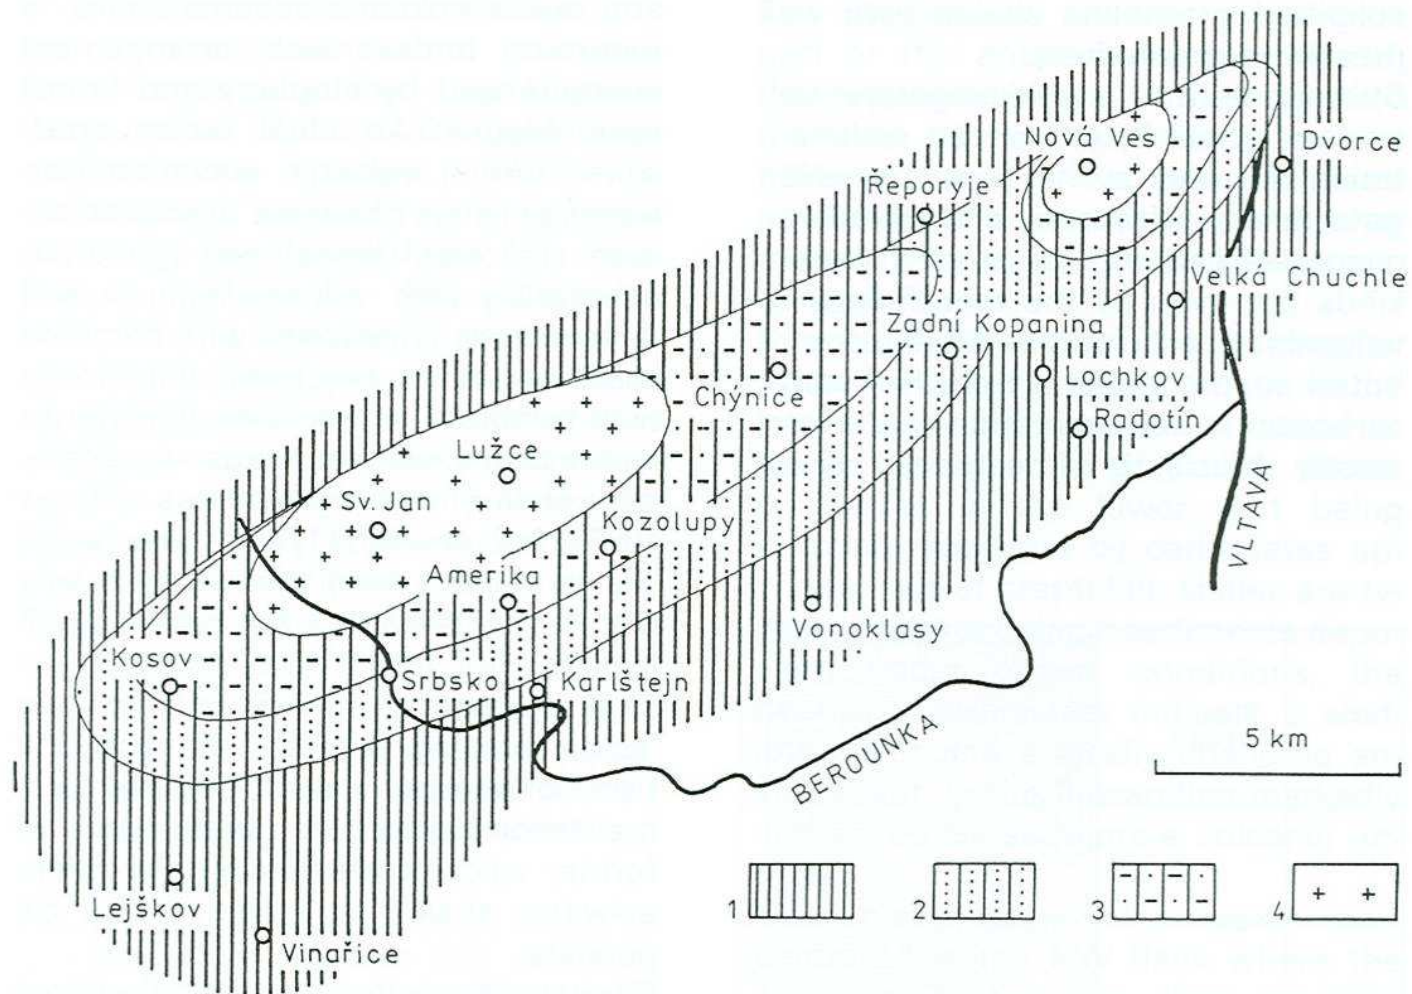 Nová Ves
Dvorce
Řeporyje
Velká Chuchle
Zadní Kopanina
Lochkov
Chýnice
Radotín
Lužce
Sv. Jan
Kozolupy
VLTAVA
Amerika
Vonoklasy
Kosov
Srbsko
Karlštejn
BEROUNKA
5 km
1 2 3 4
Lejškov
Vinařice